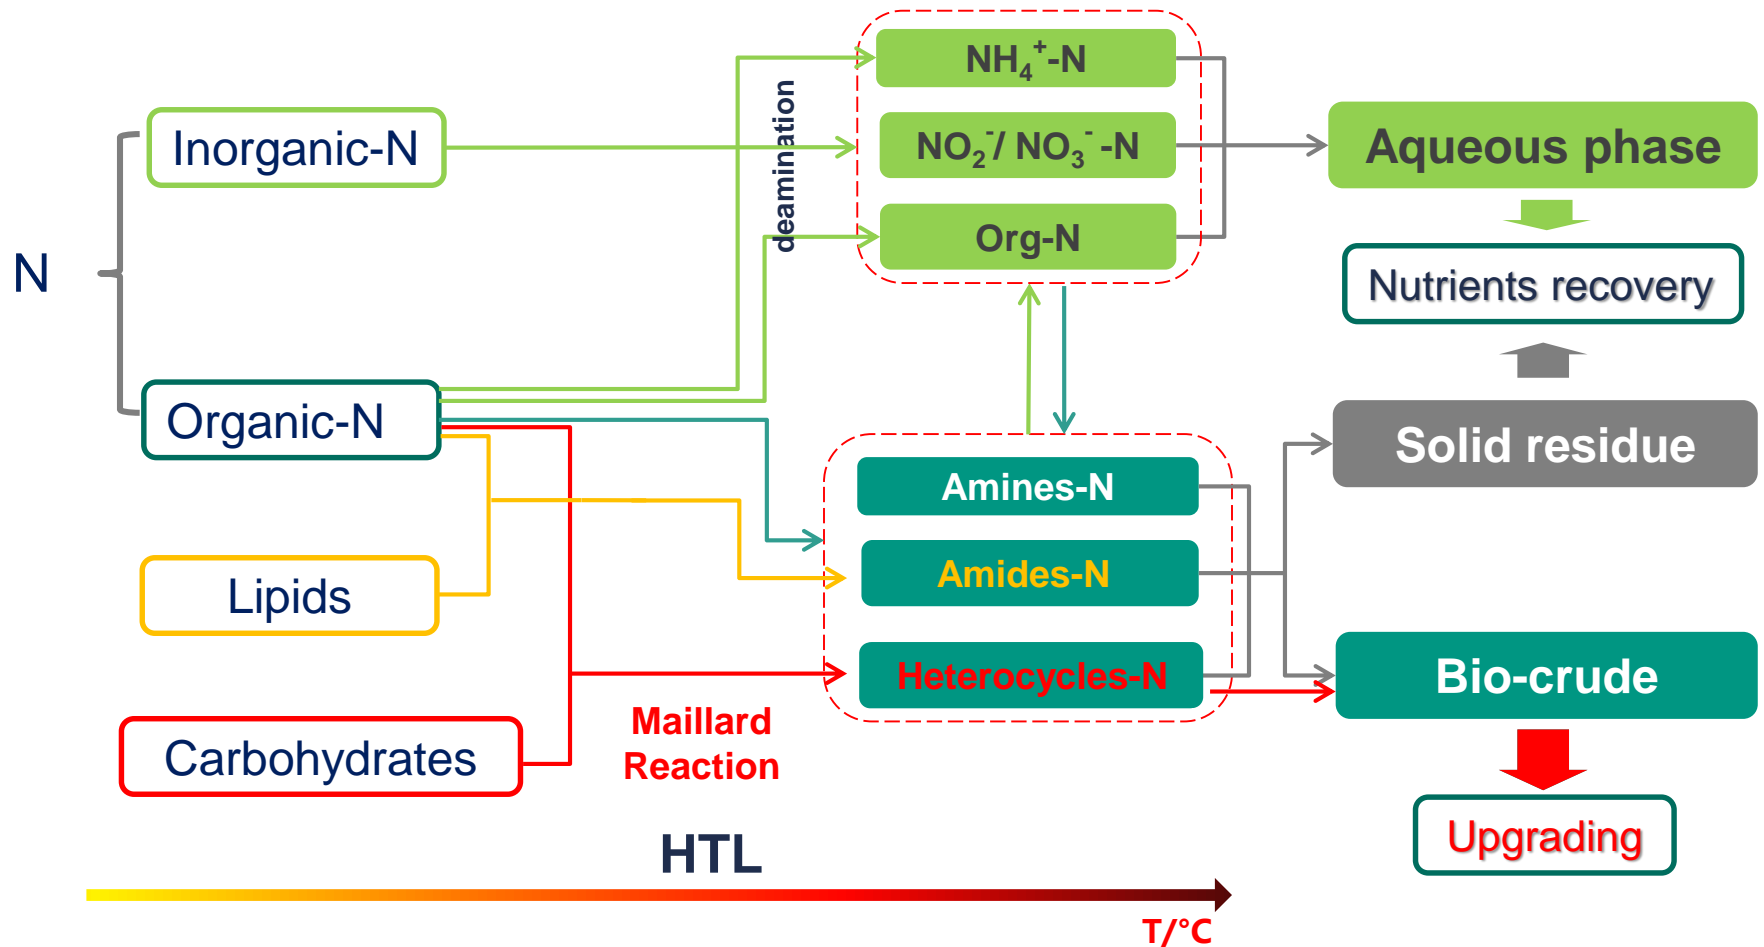 N
Inorganic-N
Organic-N
Lipids
Carbohydrates
deamination
Maillard
Reaction
NH₄⁺-N
NO₂⁻/ NO₃⁻ -N
Org-N
Amines-N
Amides-N
Heterocycles-N
Aqueous phase
Nutrients recovery
Solid residue
Bio-crude
Upgrading
HTL
T/°C